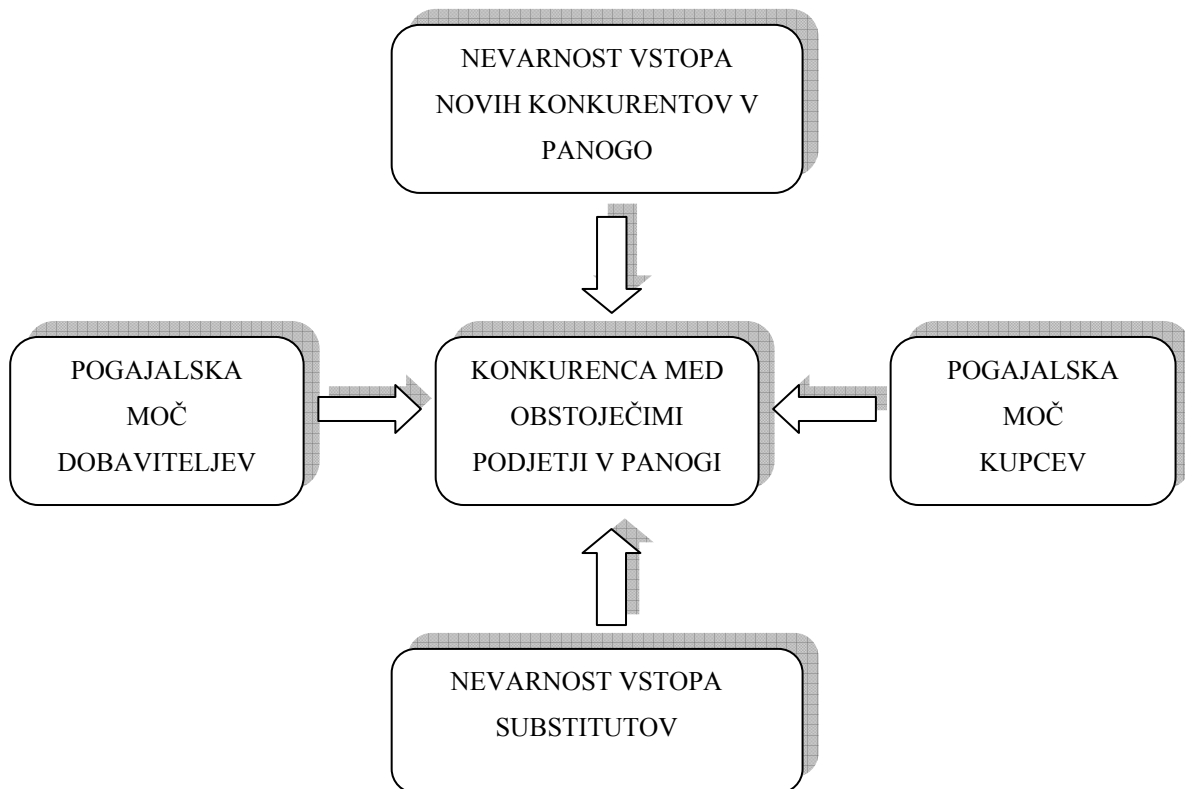 NEVARNOST VSTOPA
NOVIH KONKURENTOV V
PANOGO
POGAJALSKA
MOČ
DOBAVITELJEV
KONKURENCA MED
OBSTOJEČIMI
PODJETJI V PANOGI
POGAJALSKA
MOČ
KUPCEV
NEVARNOST VSTOPA
SUBSTITUTOV